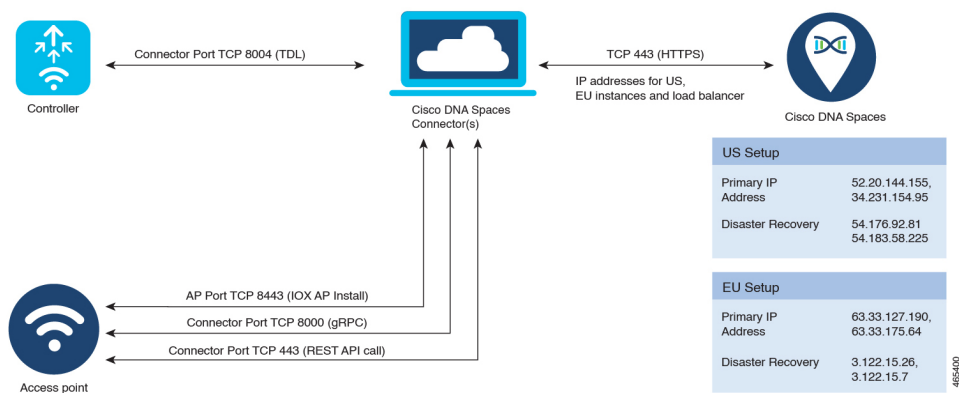 Connector Port TCP 8004 (TDL)
TCP 443 (HTTPS)
IP addresses for US,
EU instances and load balancer
Controller
Cisco DNA Spaces
Connector(s)
Cisco DNA Spaces
US Setup
Primary IP
Address
52.20.144.155,
34.231.154.95
Disaster Recovery
54.176.92.81
54.183.58.225
AP Port TCP 8443 (IOX AP Install)
Connector Port TCP 8000 (gRPC)
Connector Port TCP 443 (REST API call)
Access point
EU Setup
Primary IP
Address
63.33.127.190,
63.33.175.64
Disaster Recovery
3.122.15.26,
3.122.15.7
465400